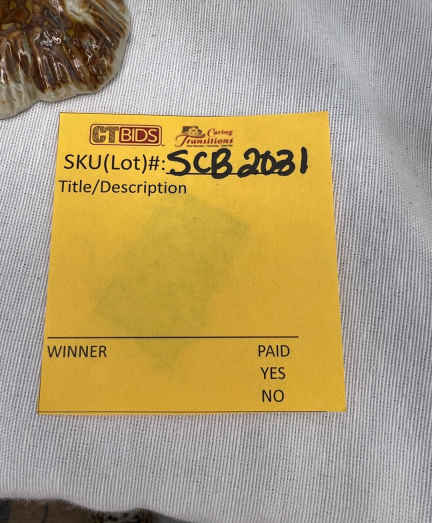 CTBIDS
Caring Transitions
SKU(Lot)#: SCB2031
Title/Description
WINNER PAID
YES
NO